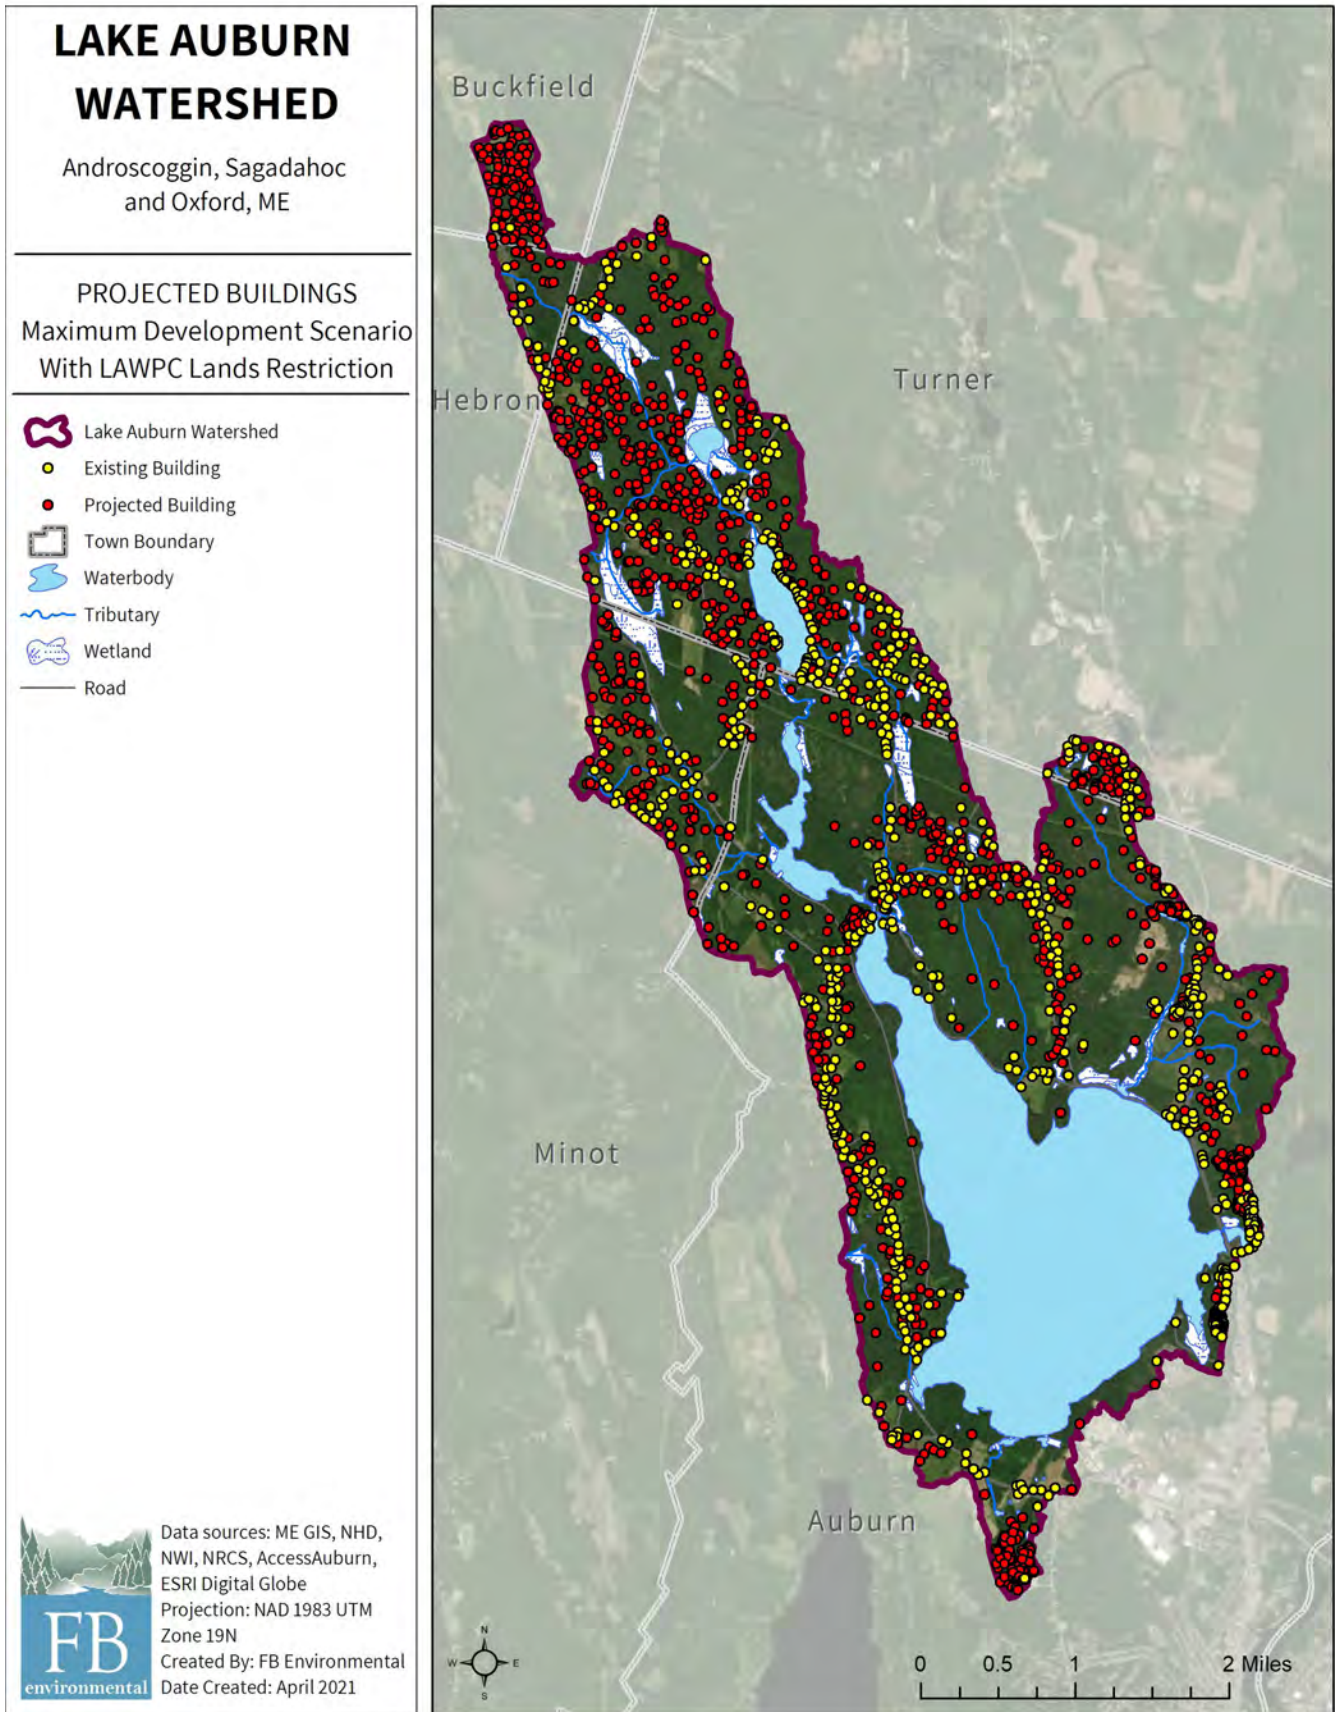 LAKE AUBURN
WATERSHED
Androscoggin, Sagadahoc
and Oxford, ME
PROJECTED BUILDINGS
Maximum Development Scenario
With LAWPC Lands Restriction
Lake Auburn Watershed
Existing Building
Projected Building
Town Boundary
Waterbody
Tributary
Wetland
Road
Data sources: ME GIS, NHD,
NWI, NRCS, AccessAuburn,
ESRI Digital Globe
Projection: NAD 1983 UTM
Zone 19N
Created By: FB Environmental
Date Created: April 2021
FB
environmental
Buckfield
Turner
Hebron
Minot
Auburn
N
W E
S
0 0.5 1 2 Miles